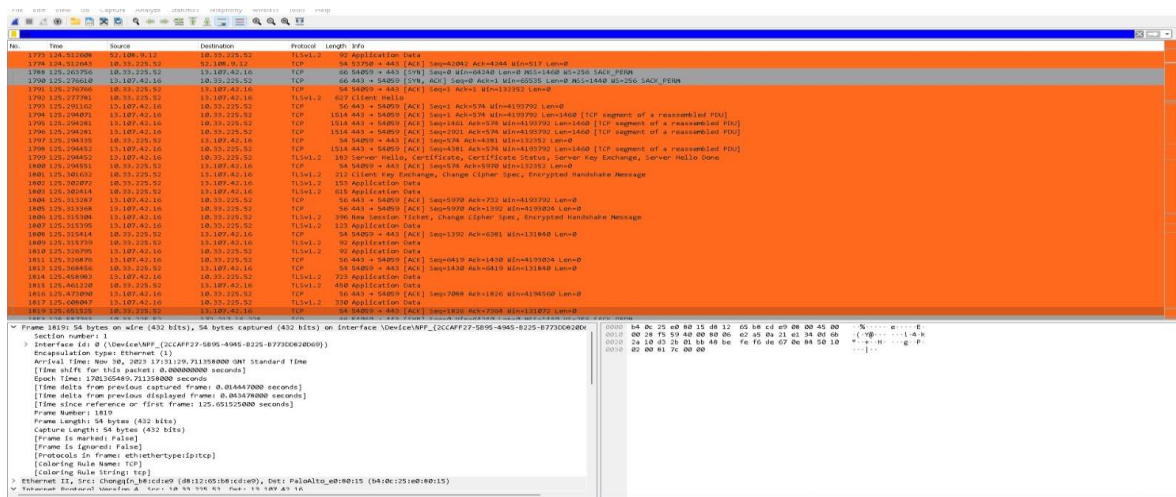 No. Time Source Destination Protocol Length Info
1773 124.512608 52.108.9.12 10.33.225.52 TLSv1.2 92 Application Data
1774 124.512643 10.33.225.52 52.108.9.12 TCP 54 53750 → 443 [ACK] Seq=42042 Ack=4244 Win=517 Len=0
1788 125.263756 10.33.225.52 13.107.42.16 TCP 66 54059 → 443 [SYN] Seq=0 Win=64240 Len=0 MSS=1460 WS=256 SACK_PERM
1790 125.276610 13.107.42.16 10.33.225.52 TCP 66 443 → 54059 [SYN, ACK] Seq=0 Ack=1 Win=65535 Len=0 MSS=1440 WS=256 SACK_PERM
1791 125.276766 10.33.225.52 13.107.42.16 TCP 54 54059 → 443 [ACK] Seq=1 Ack=1 Win=132352 Len=0
1792 125.277781 10.33.225.52 13.107.42.16 TLSv1.2 627 Client Hello
1793 125.291162 13.107.42.16 10.33.225.52 TCP 56 443 → 54059 [ACK] Seq=1 Ack=574 Win=4193792 Len=0
1794 125.294071 13.107.42.16 10.33.225.52 TCP 1514 443 → 54059 [ACK] Seq=1 Ack=574 Win=4193792 Len=1460 [TCP segment of a reassembled PDU]
1795 125.294281 13.107.42.16 10.33.225.52 TCP 1514 443 → 54059 [ACK] Seq=1461 Ack=574 Win=4193792 Len=1460 [TCP segment of a reassembled PDU]
1796 125.294281 13.107.42.16 10.33.225.52 TCP 1514 443 → 54059 [ACK] Seq=2921 Ack=574 Win=4193792 Len=1460 [TCP segment of a reassembled PDU]
1797 125.294335 10.33.225.52 13.107.42.16 TCP 54 54059 → 443 [ACK] Seq=574 Ack=4381 Win=132352 Len=0
1798 125.294452 13.107.42.16 10.33.225.52 TCP 1514 443 → 54059 [ACK] Seq=4381 Ack=574 Win=4193792 Len=1460 [TCP segment of a reassembled PDU]
1799 125.294452 13.107.42.16 10.33.225.52 TLSv1.2 183 Server Hello, Certificate, Certificate Status, Server Key Exchange, Server Hello Done
1800 125.294551 10.33.225.52 13.107.42.16 TCP 54 54059 → 443 [ACK] Seq=574 Ack=5970 Win=132352 Len=0
1801 125.301632 10.33.225.52 13.107.42.16 TLSv1.2 212 Client Key Exchange, Change Cipher Spec, Encrypted Handshake Message
1802 125.302072 10.33.225.52 13.107.42.16 TLSv1.2 153 Application Data
1803 125.302414 10.33.225.52 13.107.42.16 TLSv1.2 615 Application Data
1804 125.313287 13.107.42.16 10.33.225.52 TCP 56 443 → 54059 [ACK] Seq=5970 Ack=732 Win=4193792 Len=0
1805 125.313368 13.107.42.16 10.33.225.52 TCP 56 443 → 54059 [ACK] Seq=5970 Ack=1392 Win=4193024 Len=0
1806 125.315304 13.107.42.16 10.33.225.52 TLSv1.2 396 New Session Ticket, Change Cipher Spec, Encrypted Handshake Message
1807 125.315395 13.107.42.16 10.33.225.52 TLSv1.2 123 Application Data
1808 125.315414 10.33.225.52 13.107.42.16 TCP 54 54059 → 443 [ACK] Seq=1392 Ack=6381 Win=131840 Len=0
1809 125.315739 10.33.225.52 13.107.42.16 TLSv1.2 92 Application Data
1810 125.326795 13.107.42.16 10.33.225.52 TLSv1.2 92 Application Data
1811 125.326876 13.107.42.16 10.33.225.52 TCP 56 443 → 54059 [ACK] Seq=6419 Ack=1430 Win=4193024 Len=0
1813 125.368456 10.33.225.52 13.107.42.16 TCP 54 54059 → 443 [ACK] Seq=1430 Ack=6419 Win=131840 Len=0
1814 125.458983 13.107.42.16 10.33.225.52 TLSv1.2 723 Application Data
1815 125.461220 10.33.225.52 13.107.42.16 TLSv1.2 450 Application Data
1816 125.473090 13.107.42.16 10.33.225.52 TCP 56 443 → 54059 [ACK] Seq=7088 Ack=1826 Win=4194560 Len=0
1817 125.608047 13.107.42.16 10.33.225.52 TLSv1.2 330 Application Data
1819 125.651525 10.33.225.52 13.107.42.16 TCP 54 54059 → 443 [ACK] Seq=1826 Ack=7364 Win=131072 Len=0
Frame 1819: 54 bytes on wire (432 bits), 54 bytes captured (432 bits) on interface \Device\NPF_{2CCAFF27-5B95-4945-B225-B773DD820D6
Section number: 1
Interface id: 0 (\Device\NPF_{2CCAFF27-5B95-4945-B225-B773DD820D69})
Encapsulation type: Ethernet (1)
Arrival Time: Nov 30, 2023 17:31:29.711358000 GMT Standard Time
[Time shift for this packet: 0.000000000 seconds]
Epoch Time: 1701365489.711358000 seconds
[Time delta from previous captured frame: 0.014447000 seconds]
[Time delta from previous displayed frame: 0.043478000 seconds]
[Time since reference or first frame: 125.651525000 seconds]
Frame Number: 1819
Frame Length: 54 bytes (432 bits)
Capture Length: 54 bytes (432 bits)
[Frame is marked: False]
[Frame is ignored: False]
[Protocols in frame: eth:ethertype:ip:tcp]
[Coloring Rule Name: TCP]
[Coloring Rule String: tcp]
Ethernet II, Src: Chongqin_b8:cd:e9 (d8:12:65:b8:cd:e9), Dst: PaloAlto_e0:80:15 (b4:0c:25:e0:80:15)
Internet Protocol Version 4, Src: 10.33.225.52, Dst: 13.107.42.16
0000 b4 0c 25 e0 80 15 d8 12 65 b8 cd e9 08 00 45 00
0010 00 28 f5 59 40 00 80 06 e2 a5 0a 21 e1 34 0d 6b
0020 2a 10 d3 2b 01 bb 48 be fe f6 de 67 0e 84 50 10
0030 02 00 81 7c 00 00